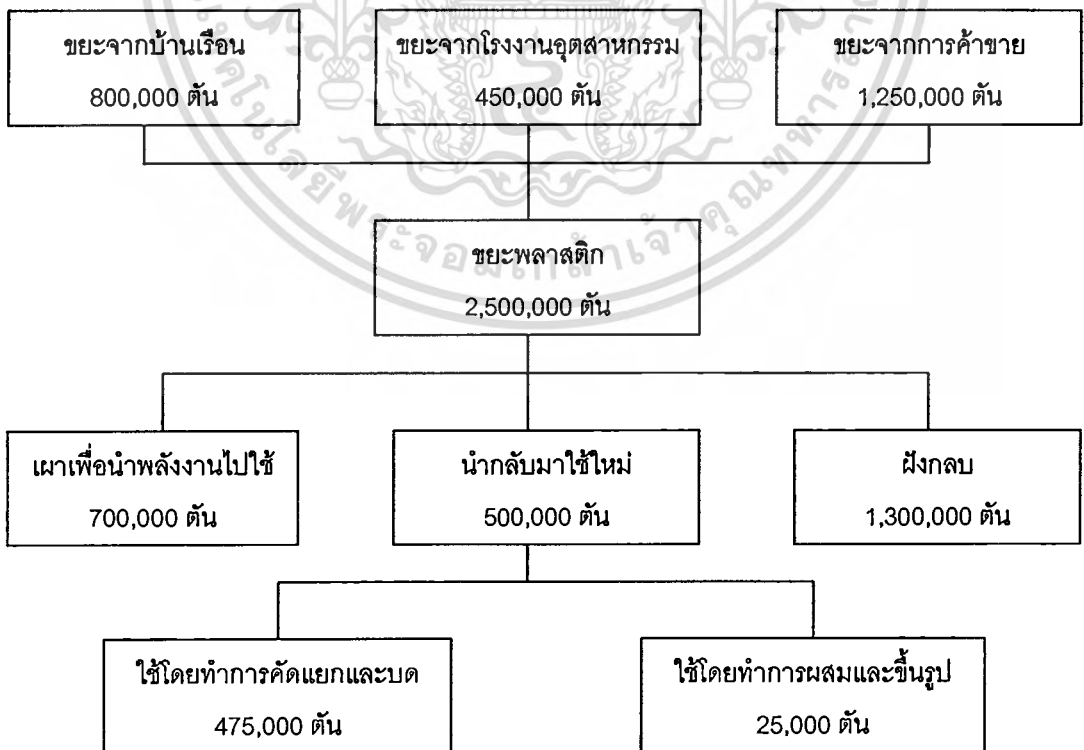 ขยะจากบ้านเรือน
800,000 ตัน
ขยะจากโรงงานอุตสาหกรรม
450,000 ตัน
ขยะจากการค้าขาย
1,250,000 ตัน
ขยะพลาสติก
2,500,000 ตัน
เผาเพื่อนำพลังงานไปใช้
700,000 ตัน
นำกลับมาใช้ใหม่
500,000 ตัน
ฝังกลบ
1,300,000 ตัน
ใช้โดยทำการคัดแยกและบด
475,000 ตัน
ใช้โดยทำการผสมและขึ้นรูป
25,000 ตัน